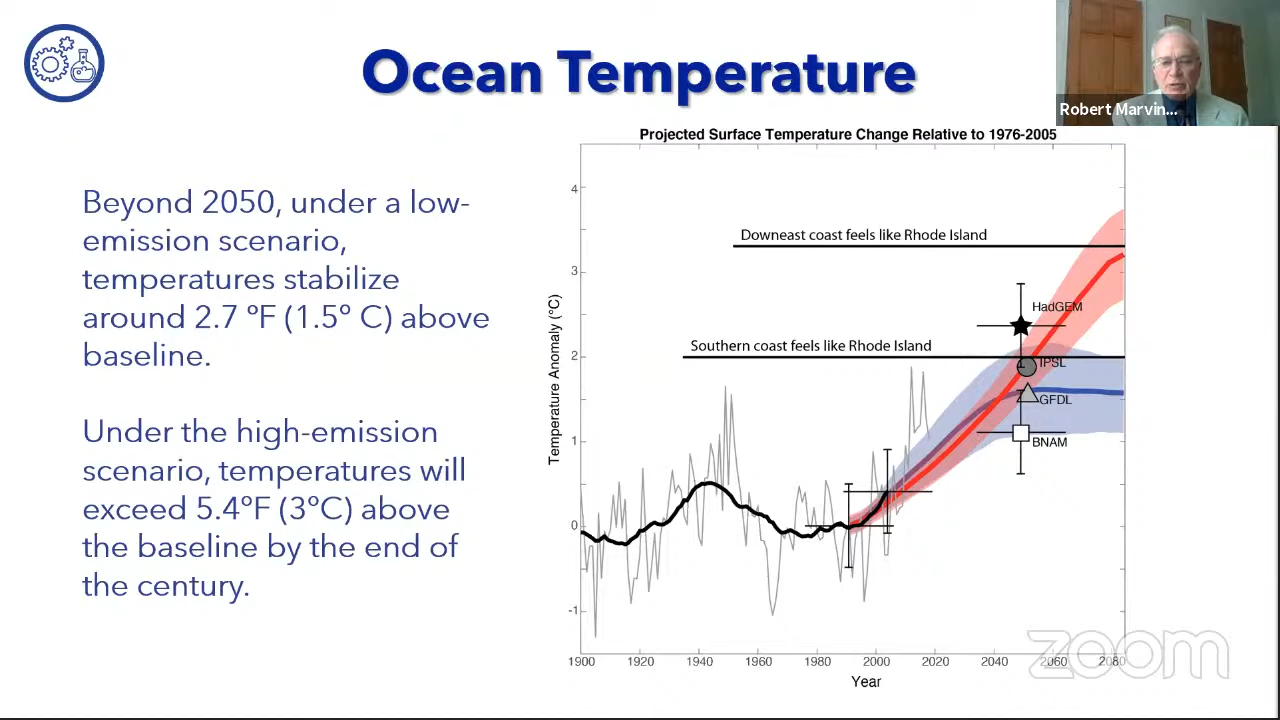 Ocean Temperature
Robert Marvin...
Beyond 2050, under a low-
emission scenario,
temperatures stabilize
around 2.7 ºF (1.5º C) above
baseline.
Under the high-emission
scenario, temperatures will
exceed 5.4ºF (3ºC) above
the baseline by the end of
the century.
Projected Surface Temperature Change Relative to 1976-2005
Temperature Anomaly (°C)
4
3
2
1
0
-1
Downeast coast feels like Rhode Island
HadGEM
Southern coast feels like Rhode Island
IPSL
GFDL
BNAM
1900 1920 1940 1960 1980 2000 2020 2040 2060 2080
Year
zoom